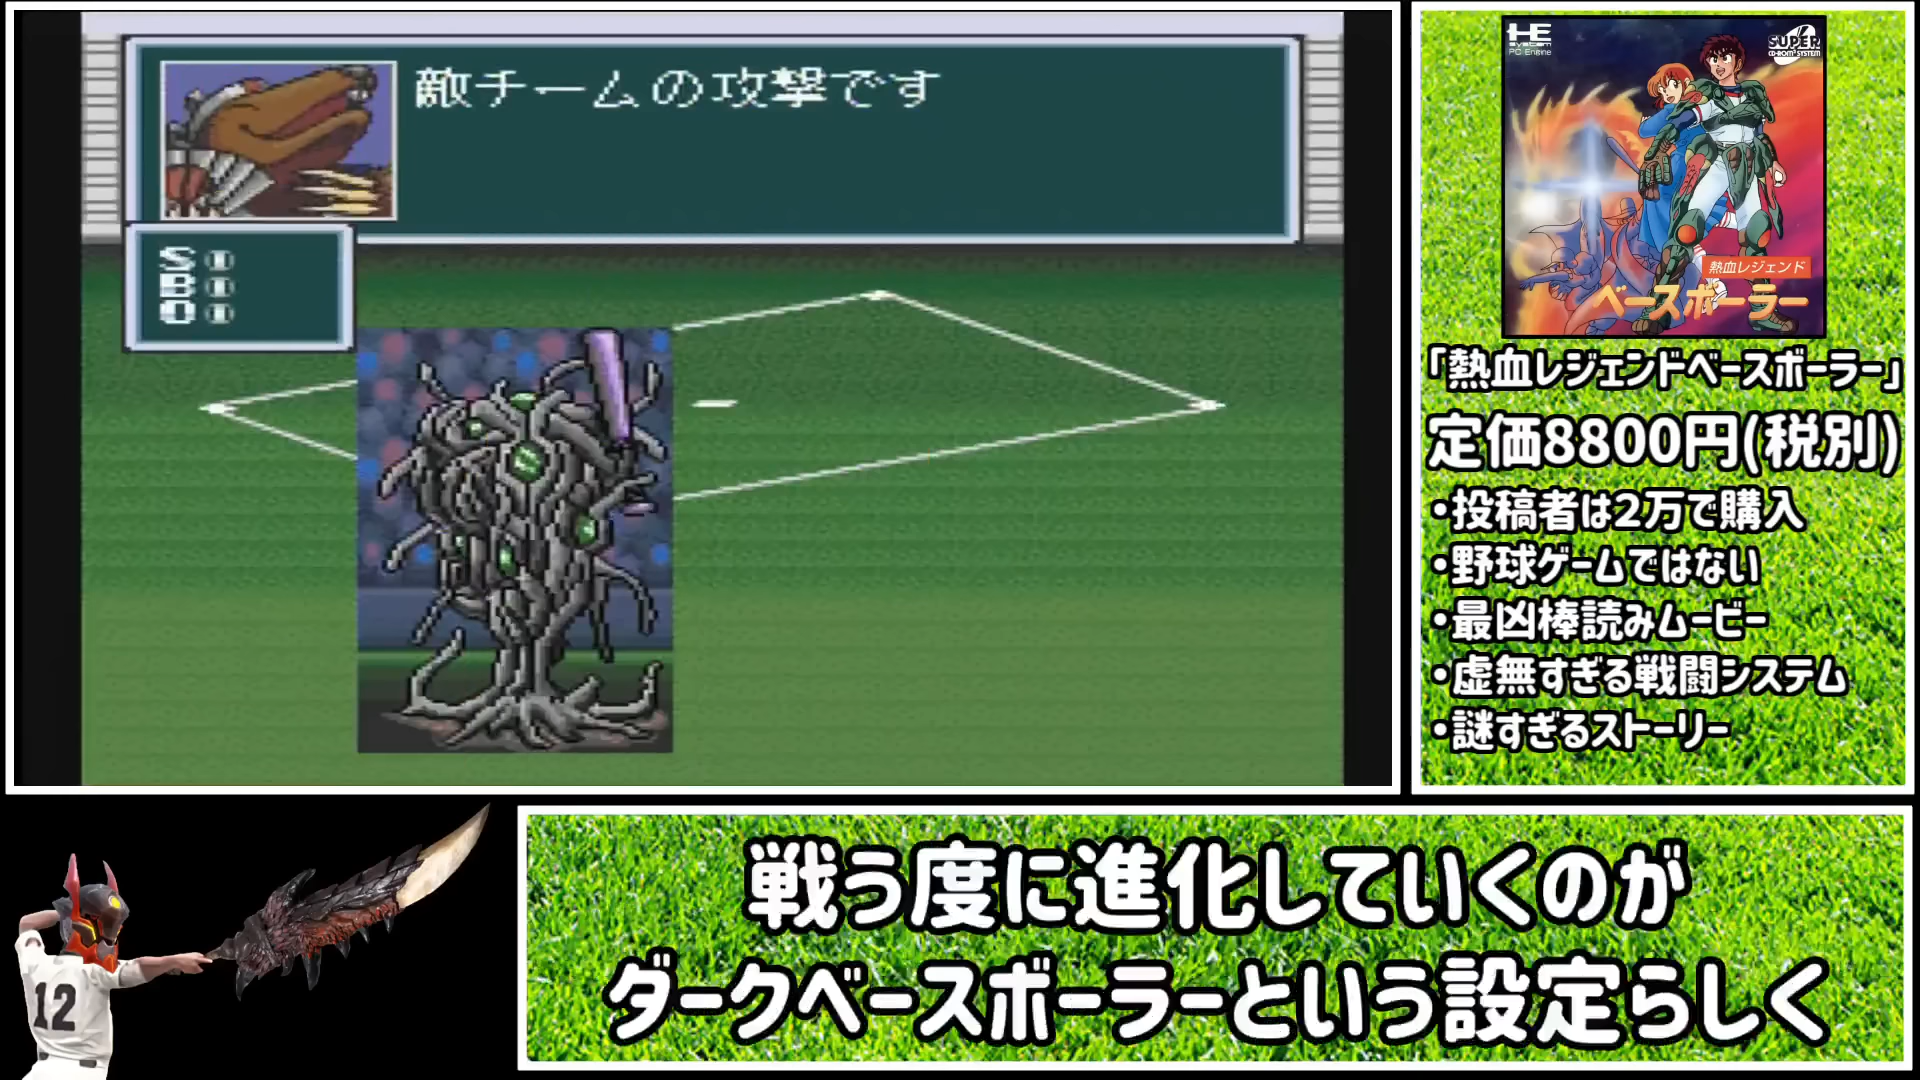 敵チームの攻撃です
S
B
O
HE
SYSTEM
PC Engine
SUPER
CD-ROM² SYSTEM
熱血レジェンド
ベースボーラー
「熱血レジェンドベースボーラー」
定価8800円(税別)
・投稿者は2万で購入
・野球ゲームではない
・最凶棒読みムービー
・虚無すぎる戦闘システム
・謎すぎるストーリー
12
戦う度に進化していくのが
ダークベースボーラーという設定らしく